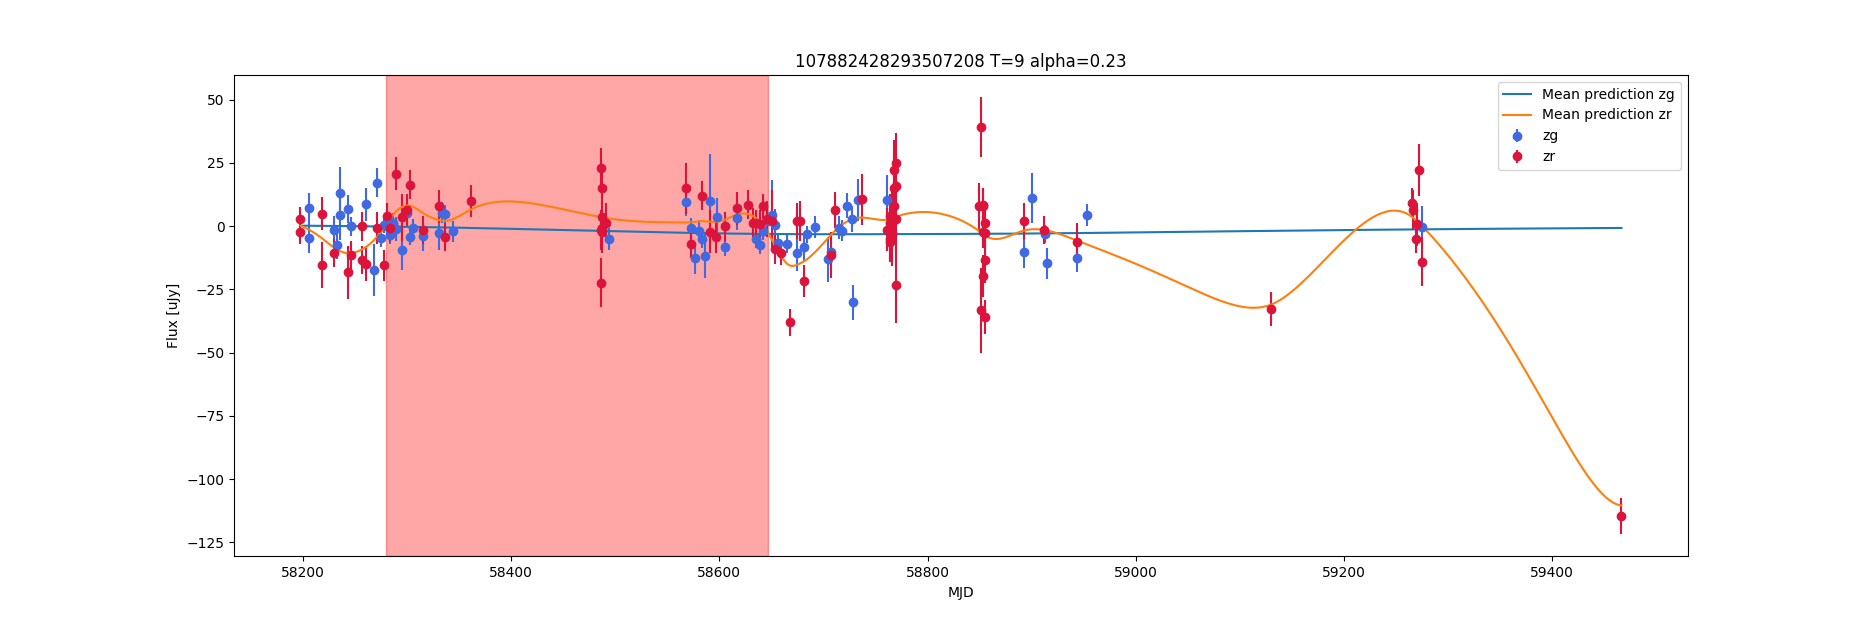 107882428293507208 T=9 alpha=0.23
Mean prediction zg
Mean prediction zr
zg
zr
Flux [uJy]
50
25
0
−25
−50
−75
−100
−125
58200
58400
58600
58800
59000
59200
59400
MJD